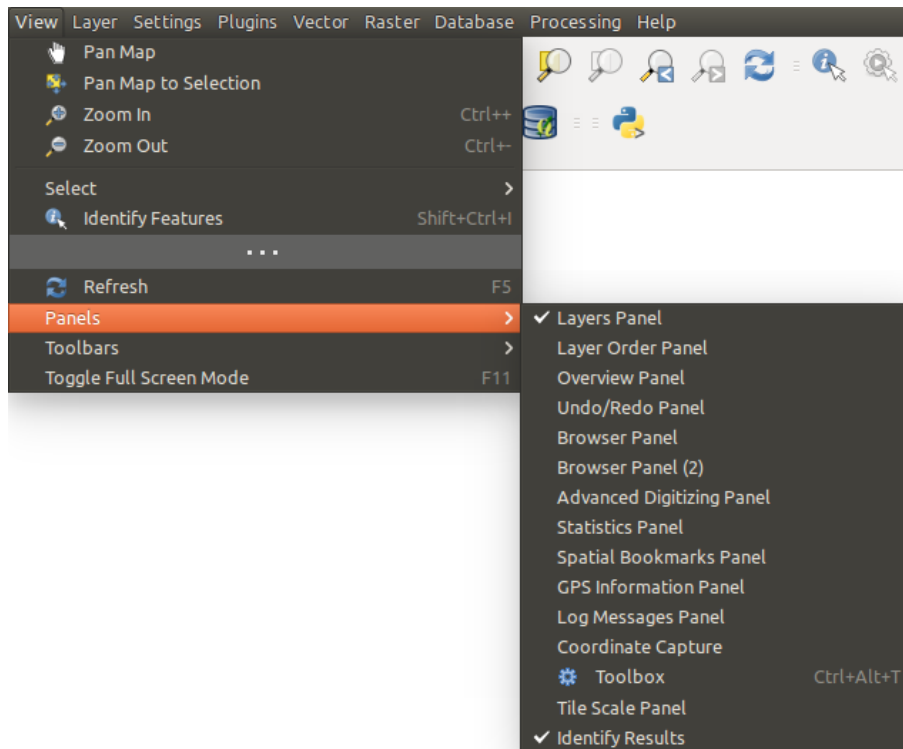 View Layer Settings Plugins Vector Raster Database Processing Help
Pan Map
Pan Map to Selection
Zoom In Ctrl++
Zoom Out Ctrl+-
Select
Identify Features Shift+Ctrl+I
...
Refresh F5
Panels
Toolbars
Toggle Full Screen Mode F11
Layers Panel
Layer Order Panel
Overview Panel
Undo/Redo Panel
Browser Panel
Browser Panel (2)
Advanced Digitizing Panel
Statistics Panel
Spatial Bookmarks Panel
GPS Information Panel
Log Messages Panel
Coordinate Capture
Toolbox Ctrl+Alt+T
Tile Scale Panel
Identify Results